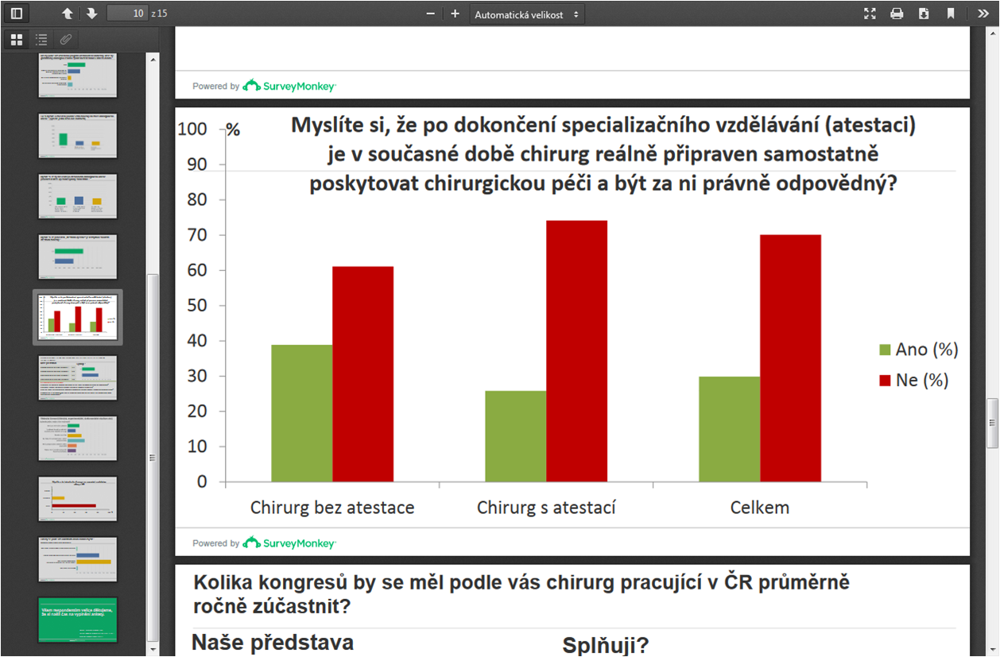 10 z 15
Automatická velikost
Powered by SurveyMonkey
100 %
Myslíte si, že po dokončení specializačního vzdělávání (atestaci)
je v současné době chirurg reálně připraven samostatně
poskytovat chirurgickou péči a být za ni právně odpovědný?
90
80
70
60
50
40
30
20
10
0
Ano (%)
Ne (%)
Chirurg bez atestace
Chirurg s atestací
Celkem
Powered by SurveyMonkey
Kolika kongresů by se měl podle vás chirurg pracující v ČR průměrně
ročně zúčastnit?
Naše představa
Splňuji?